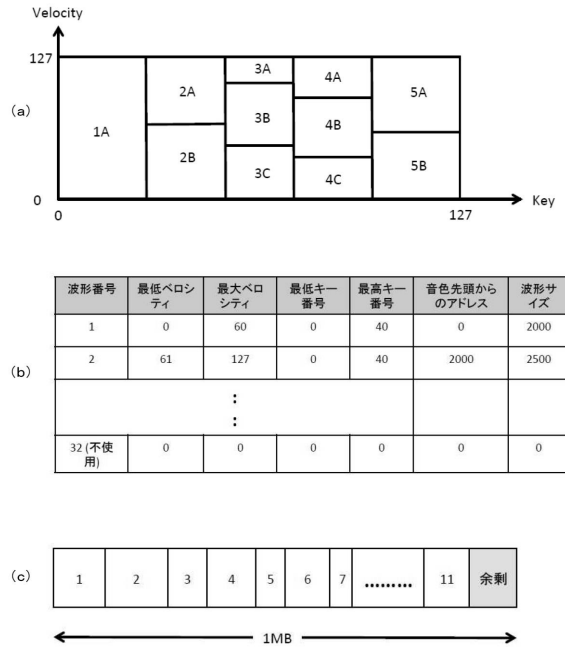 Velocity
127
(a)
1A
2A
2B
3A
3B
3C
4A
4B
4C
5A
5B
0
0
127
Key
(b)
波形番号 最低ベロシティ 最大ベロシティ 最低キー番号 最高キー番号 音色先頭からのアドレス 波形サイズ
1 0 60 0 40 0 2000
2 61 127 0 40 2000 2500
:
:
32 (不使用) 0 0 0 0 0 0
(c)
1 2 3 4 5 6 7 ……… 11 余剰
1MB